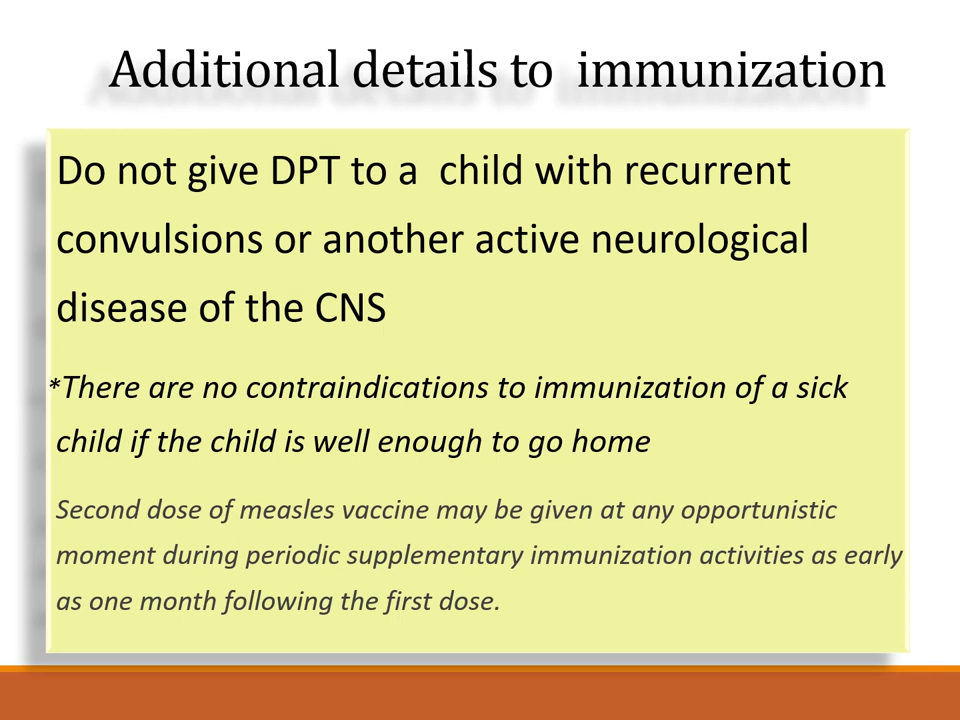 Additional details to  immunization
Do not give DPT to a  child with recurrent
convulsions or another active neurological
disease of the CNS
*There are no contraindications to immunization of a sick
child if the child is well enough to go home
Second dose of measles vaccine may be given at any opportunistic
moment during periodic supplementary immunization activities as early
as one month following the first dose.